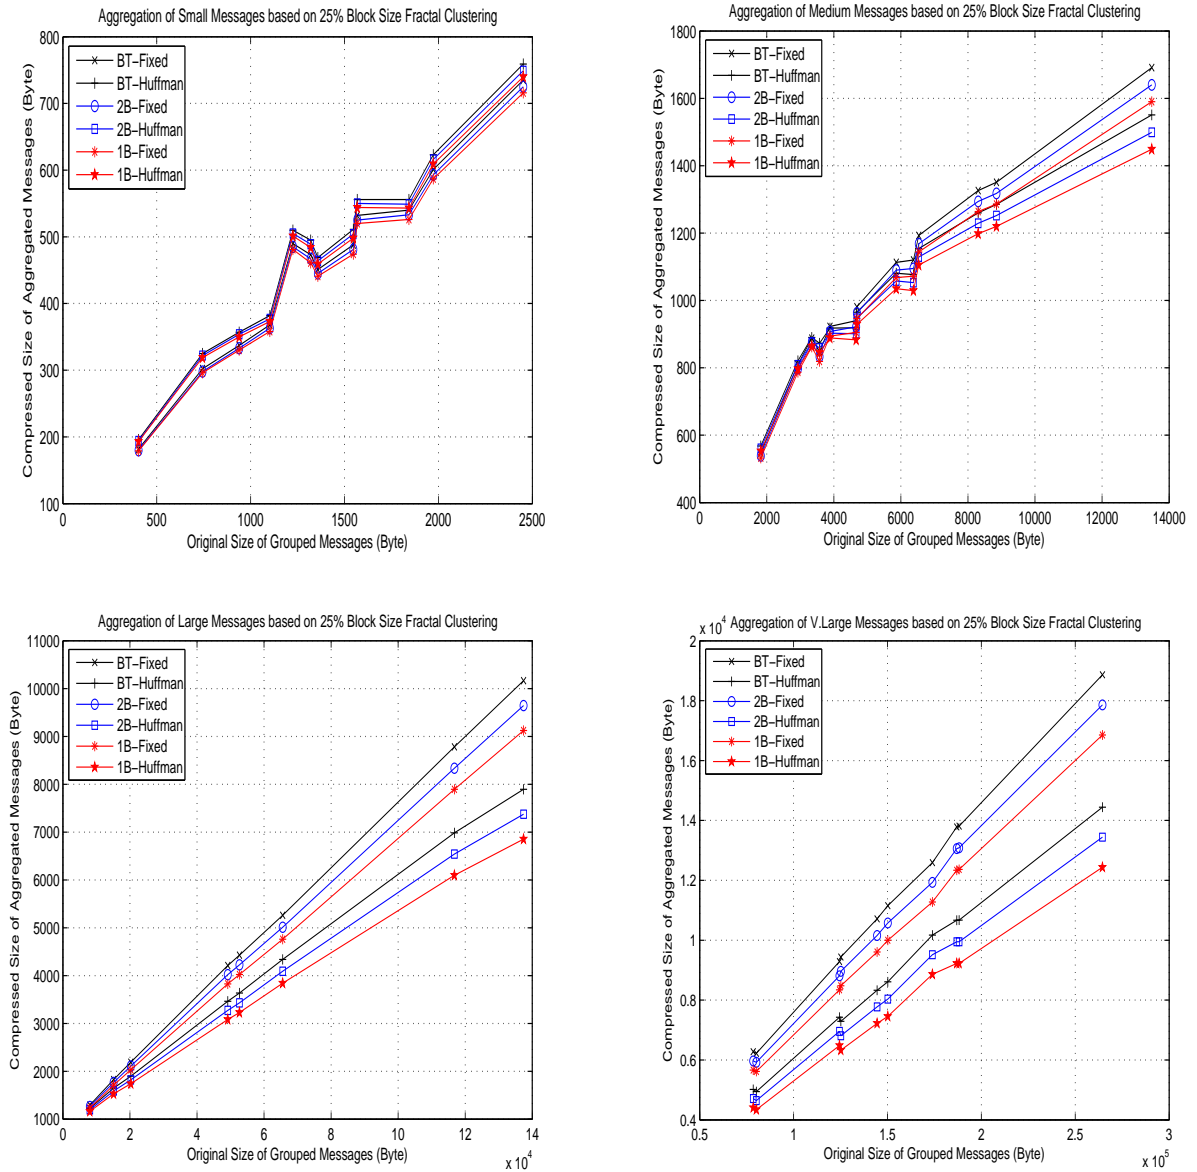 Aggregation of Small Messages based on 25% Block Size Fractal Clustering
800
700
600
500
400
300
200
100
Compressed Size of Aggregated Messages (Byte)
BT−Fixed
BT−Huffman
2B−Fixed
2B−Huffman
1B−Fixed
1B−Huffman
0 500 1000 1500 2000 2500
Original Size of Grouped Messages (Byte)
Aggregation of Medium Messages based on 25% Block Size Fractal Clustering
1800
1600
1400
1200
1000
800
600
400
Compressed Size of Aggregated Messages (Byte)
BT−Fixed
BT−Huffman
2B−Fixed
2B−Huffman
1B−Fixed
1B−Huffman
0 2000 4000 6000 8000 10000 12000 14000
Original Size of Grouped Messages (Byte)
Aggregation of Large Messages based on 25% Block Size Fractal Clustering
11000
10000
9000
8000
7000
6000
5000
4000
3000
2000
1000
Compressed Size of Aggregated Messages (Byte)
BT−Fixed
BT−Huffman
2B−Fixed
2B−Huffman
1B−Fixed
1B−Huffman
0 2 4 6 8 10 12 14
Original Size of Grouped Messages (Byte)
x 10^4
x 10^4 Aggregation of V.Large Messages based on 25% Block Size Fractal Clustering
2
1.8
1.6
1.4
1.2
1
0.8
0.6
0.4
Compressed Size of Aggregated Messages (Byte)
BT−Fixed
BT−Huffman
2B−Fixed
2B−Huffman
1B−Fixed
1B−Huffman
0.5 1 1.5 2 2.5 3
Original Size of Grouped Messages (Byte)
x 10^5